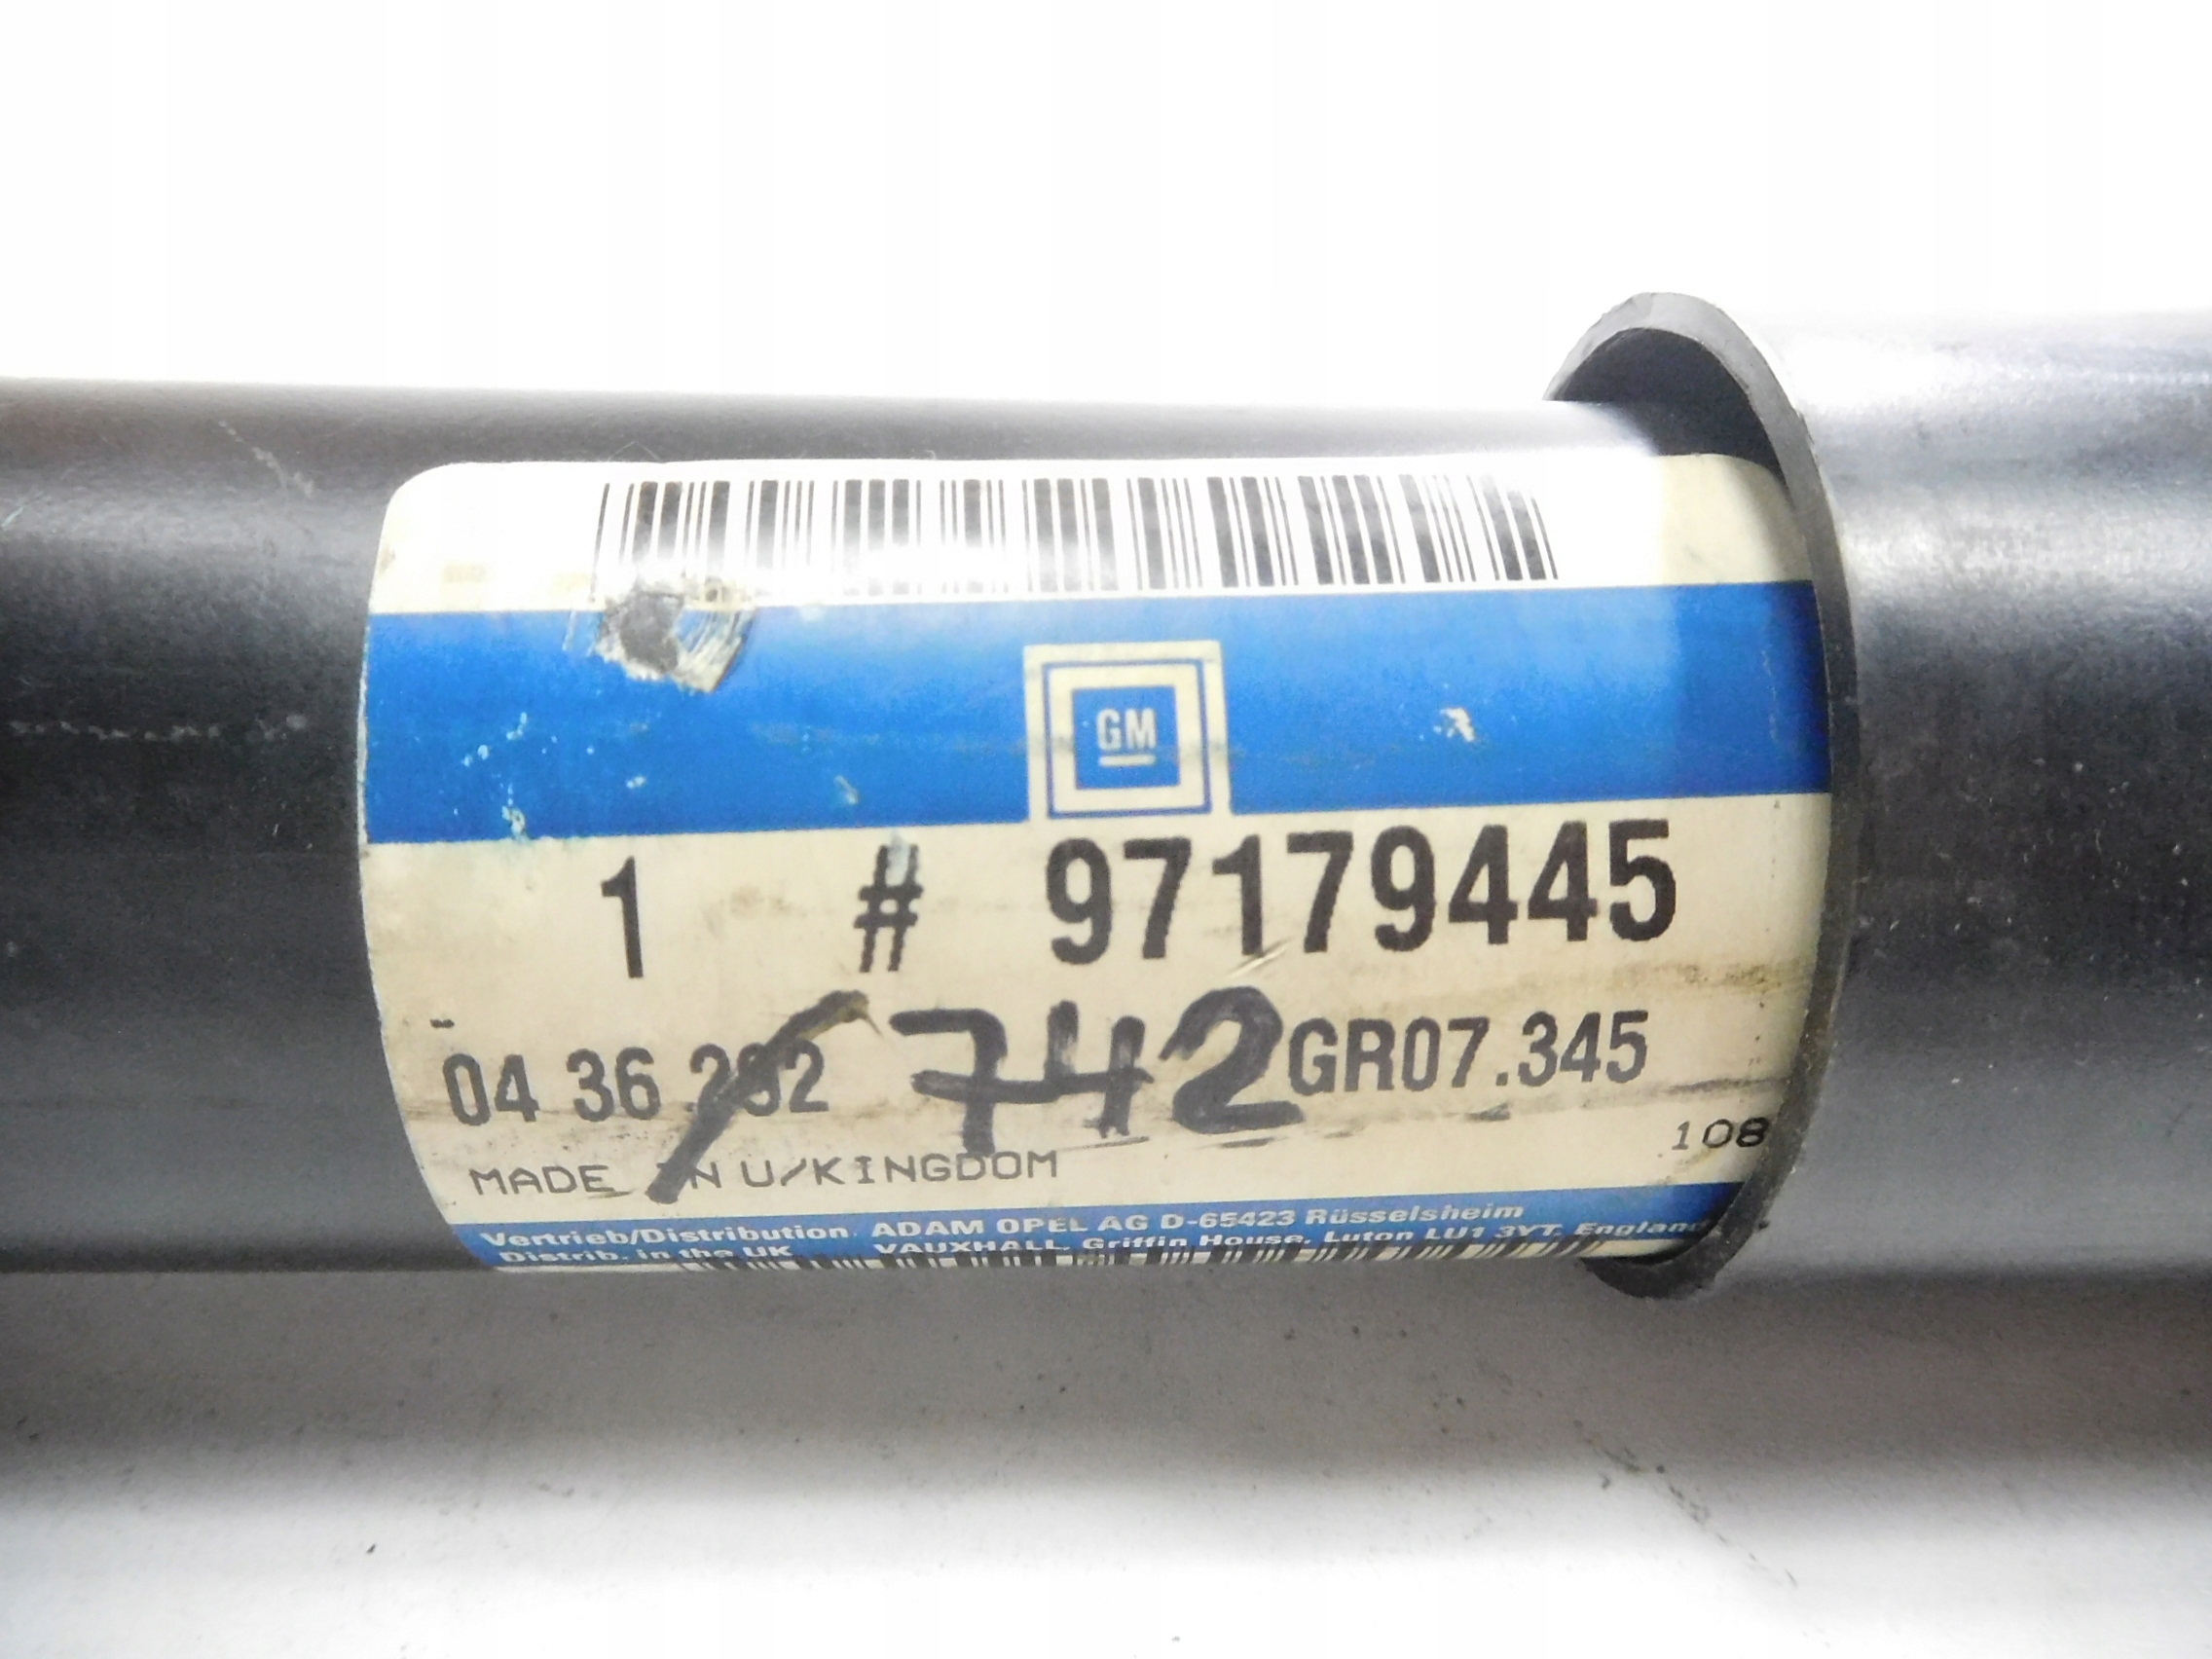 GM
1 # 97179445
04 36 742 GR07.345
108
MADE IN U/KINGDOM
Vertrieb/Distribution. ADAM OPEL AG D-65423 Rüsselsheim
Distrib. in the UK VAUXHALL, Griffin House, Luton LU1 3YT, England